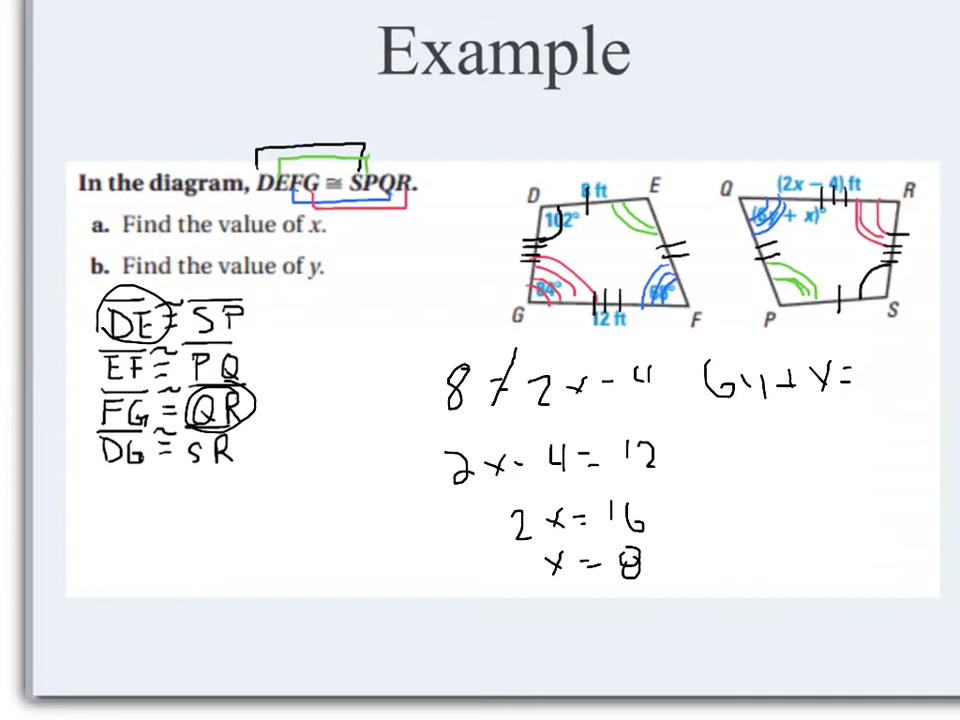 Example
In the diagram, DEFG ≅ SPQR.
a. Find the value of x.
b. Find the value of y.
D 8 ft E
102°
84°
68°
G 12 ft F
Q (2x − 4) ft R
(6y + x)°
P S
DE ≅ SP
EF ≅ PQ
FG ≅ QR
DG ≅ SR
8 ≠ 2x - 4
6y + x =
2x - 4 = 12
2x = 16
x = 8